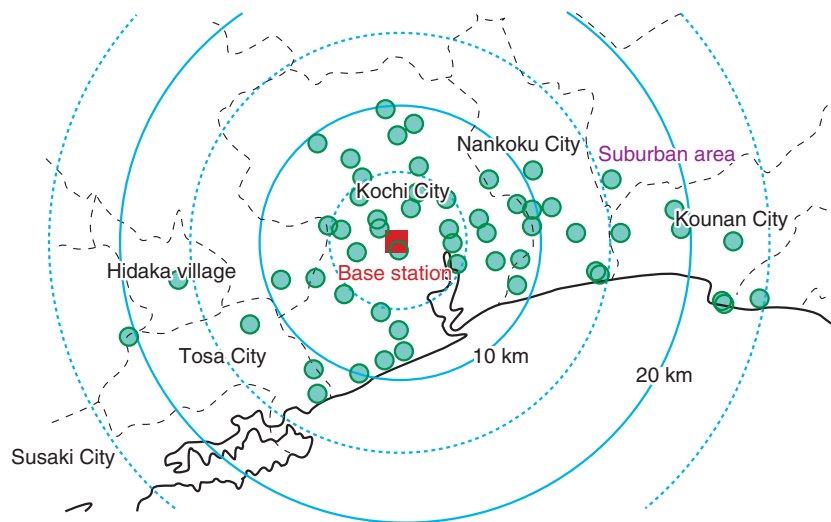 Nankoku City
Suburban area
Kochi City
Kounan City
Hidaka village
Base station
Tosa City
10 km
20 km
Susaki City